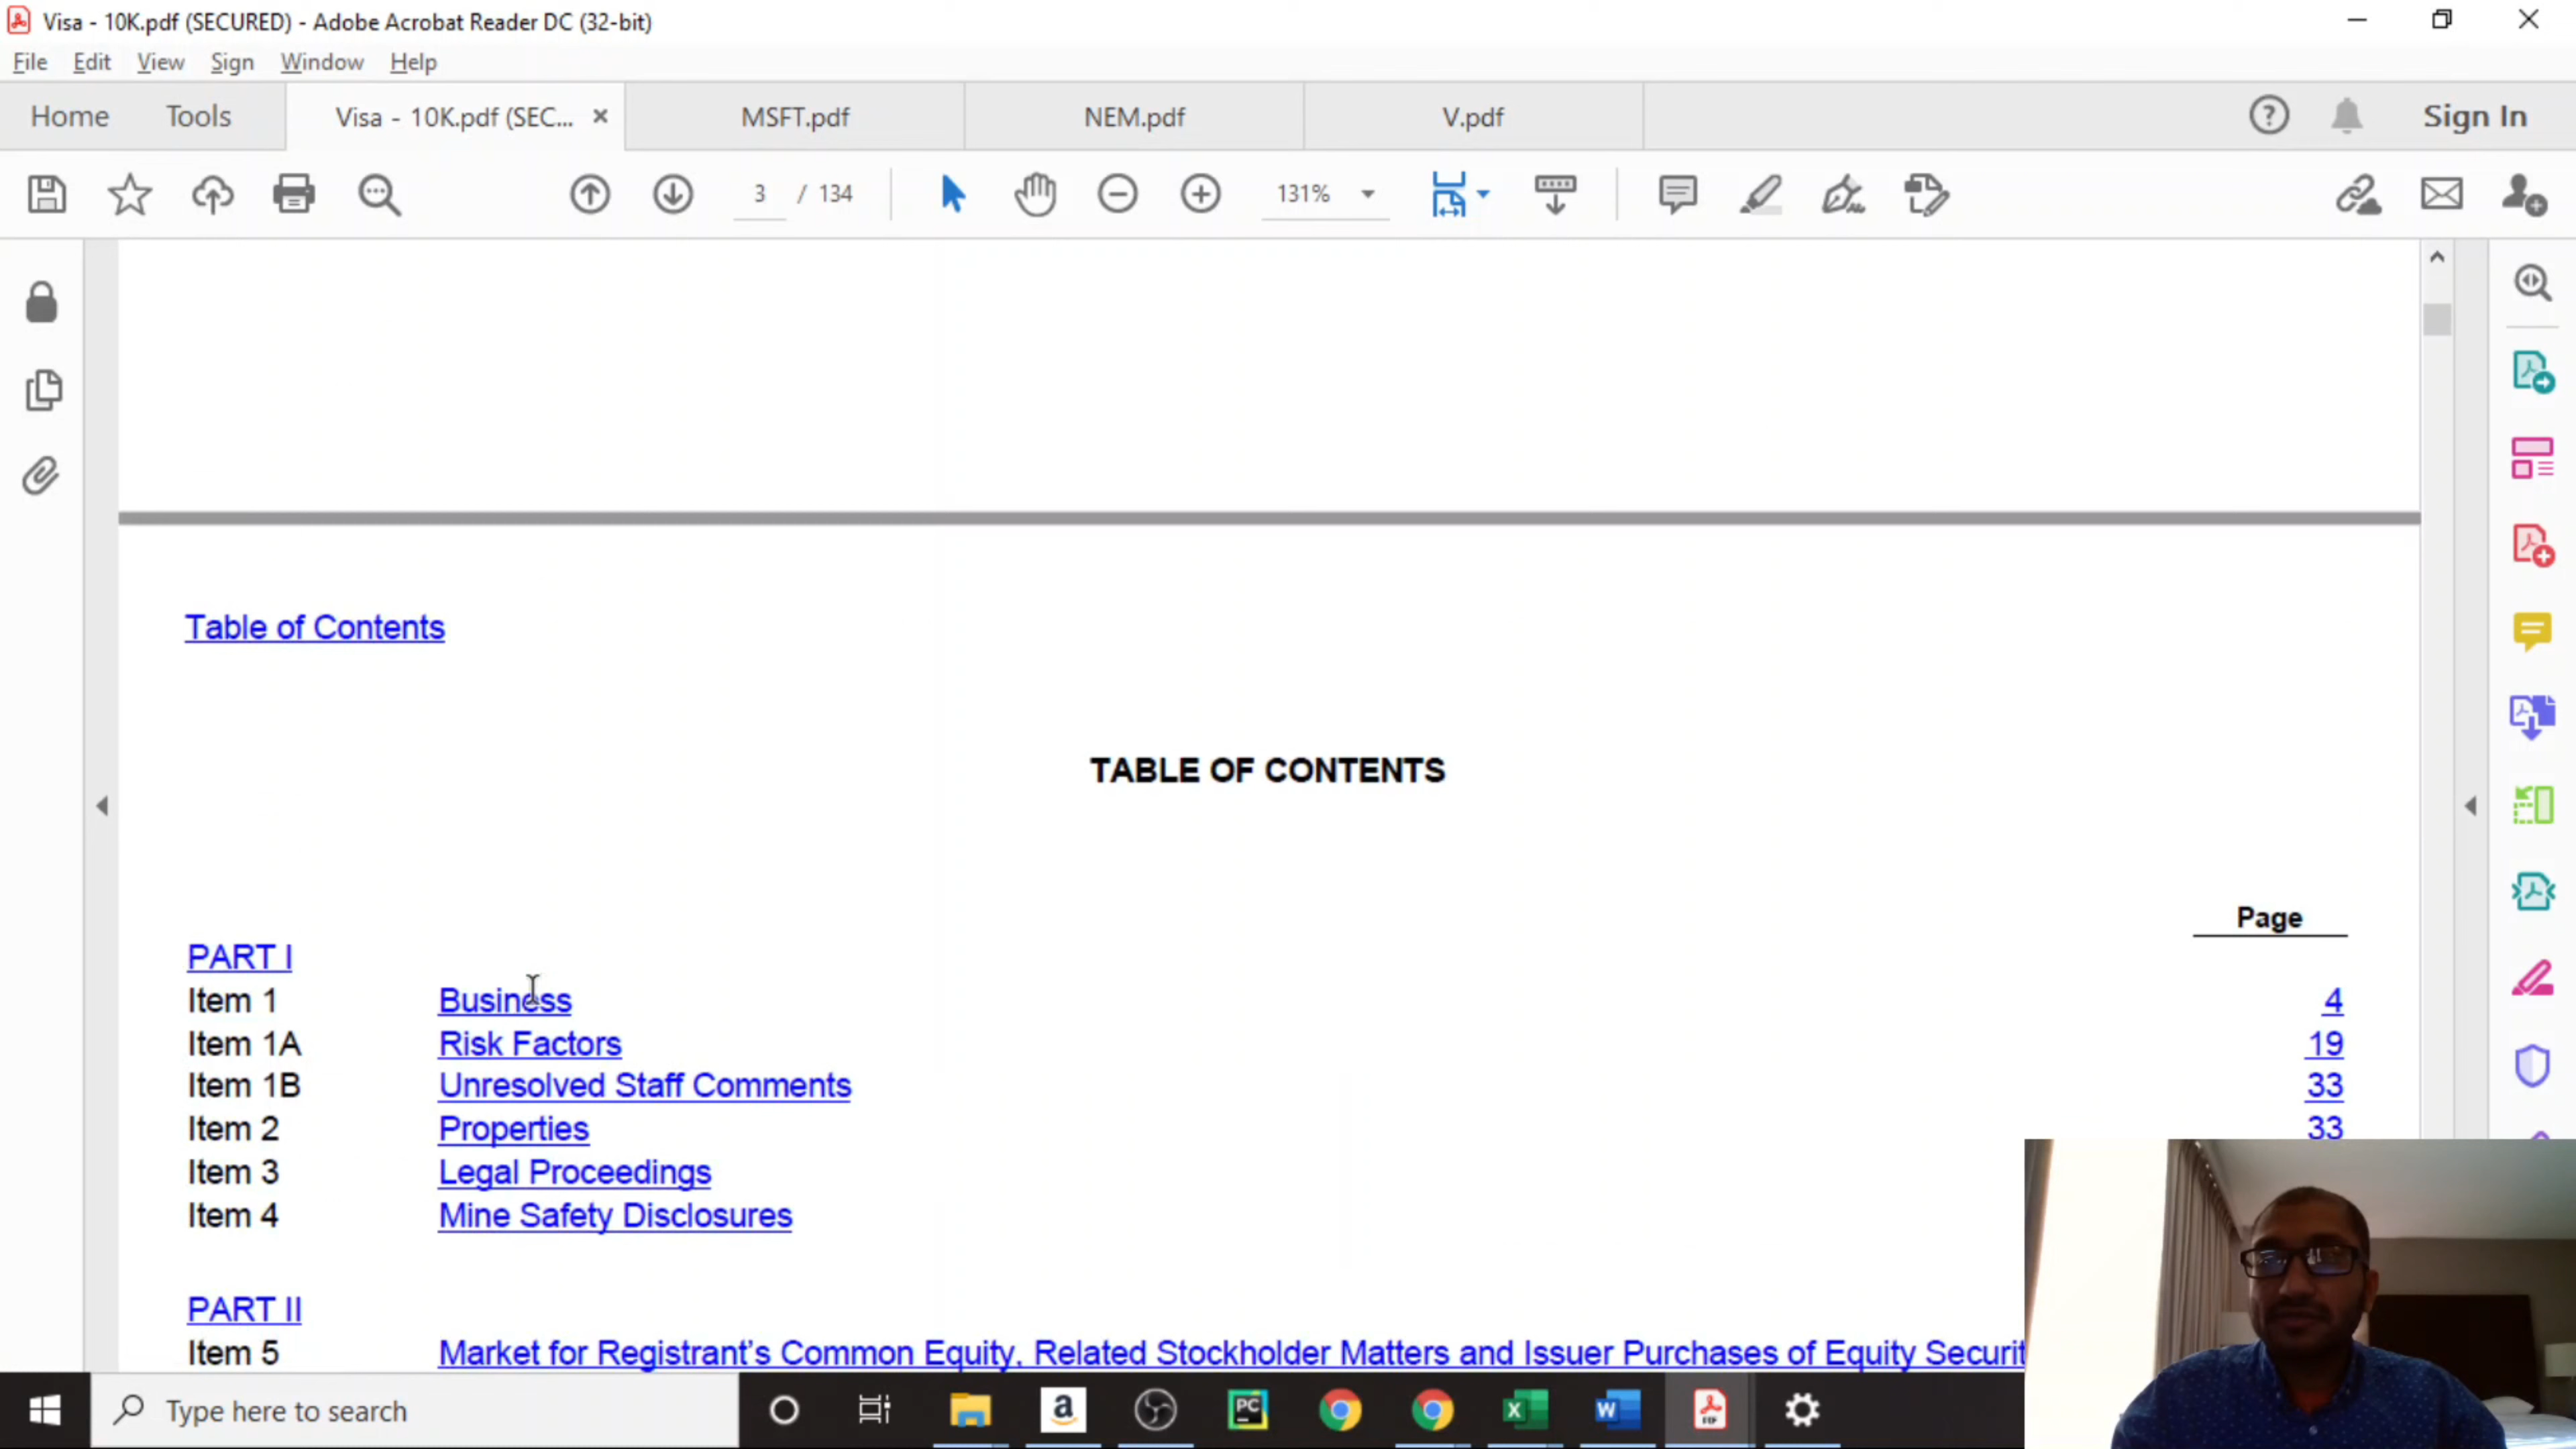 Visa - 10K.pdf (SECURED) - Adobe Acrobat Reader DC (32-bit)
File Edit View Sign Window Help
Home Tools Visa - 10K.pdf (SEC... MSFT.pdf NEM.pdf V.pdf Sign In
3 / 134 131%
Table of Contents
TABLE OF CONTENTS
Page
PART I
Item 1 Business 4
Item 1A Risk Factors 19
Item 1B Unresolved Staff Comments 33
Item 2 Properties 33
Item 3 Legal Proceedings
Item 4 Mine Safety Disclosures
PART II
Item 5 Market for Registrant's Common Equity, Related Stockholder Matters and Issuer Purchases of Equity Securit
Type here to search